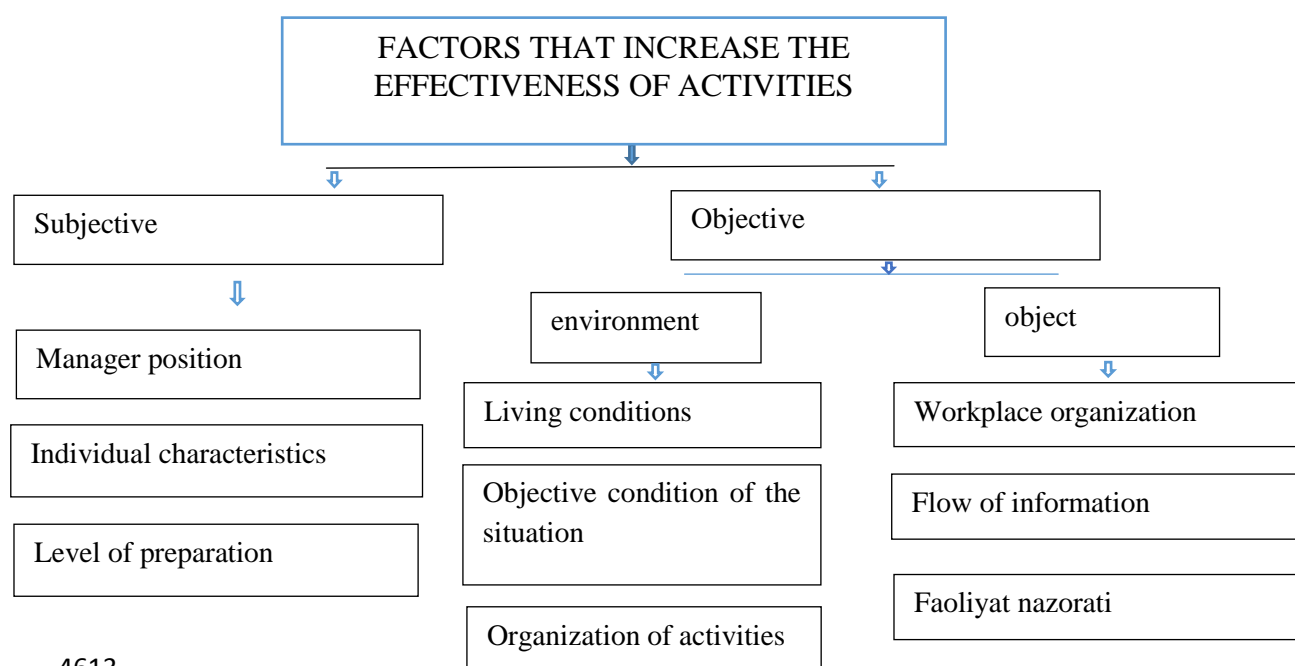 FACTORS THAT INCREASE THE
EFFECTIVENESS OF ACTIVITIES
Subjective
Objective
environment
object
Manager position
Living conditions
Workplace organization
Individual characteristics
Objective condition of the
situation
Flow of information
Level of preparation
Faoliyat nazorati
Organization of activities